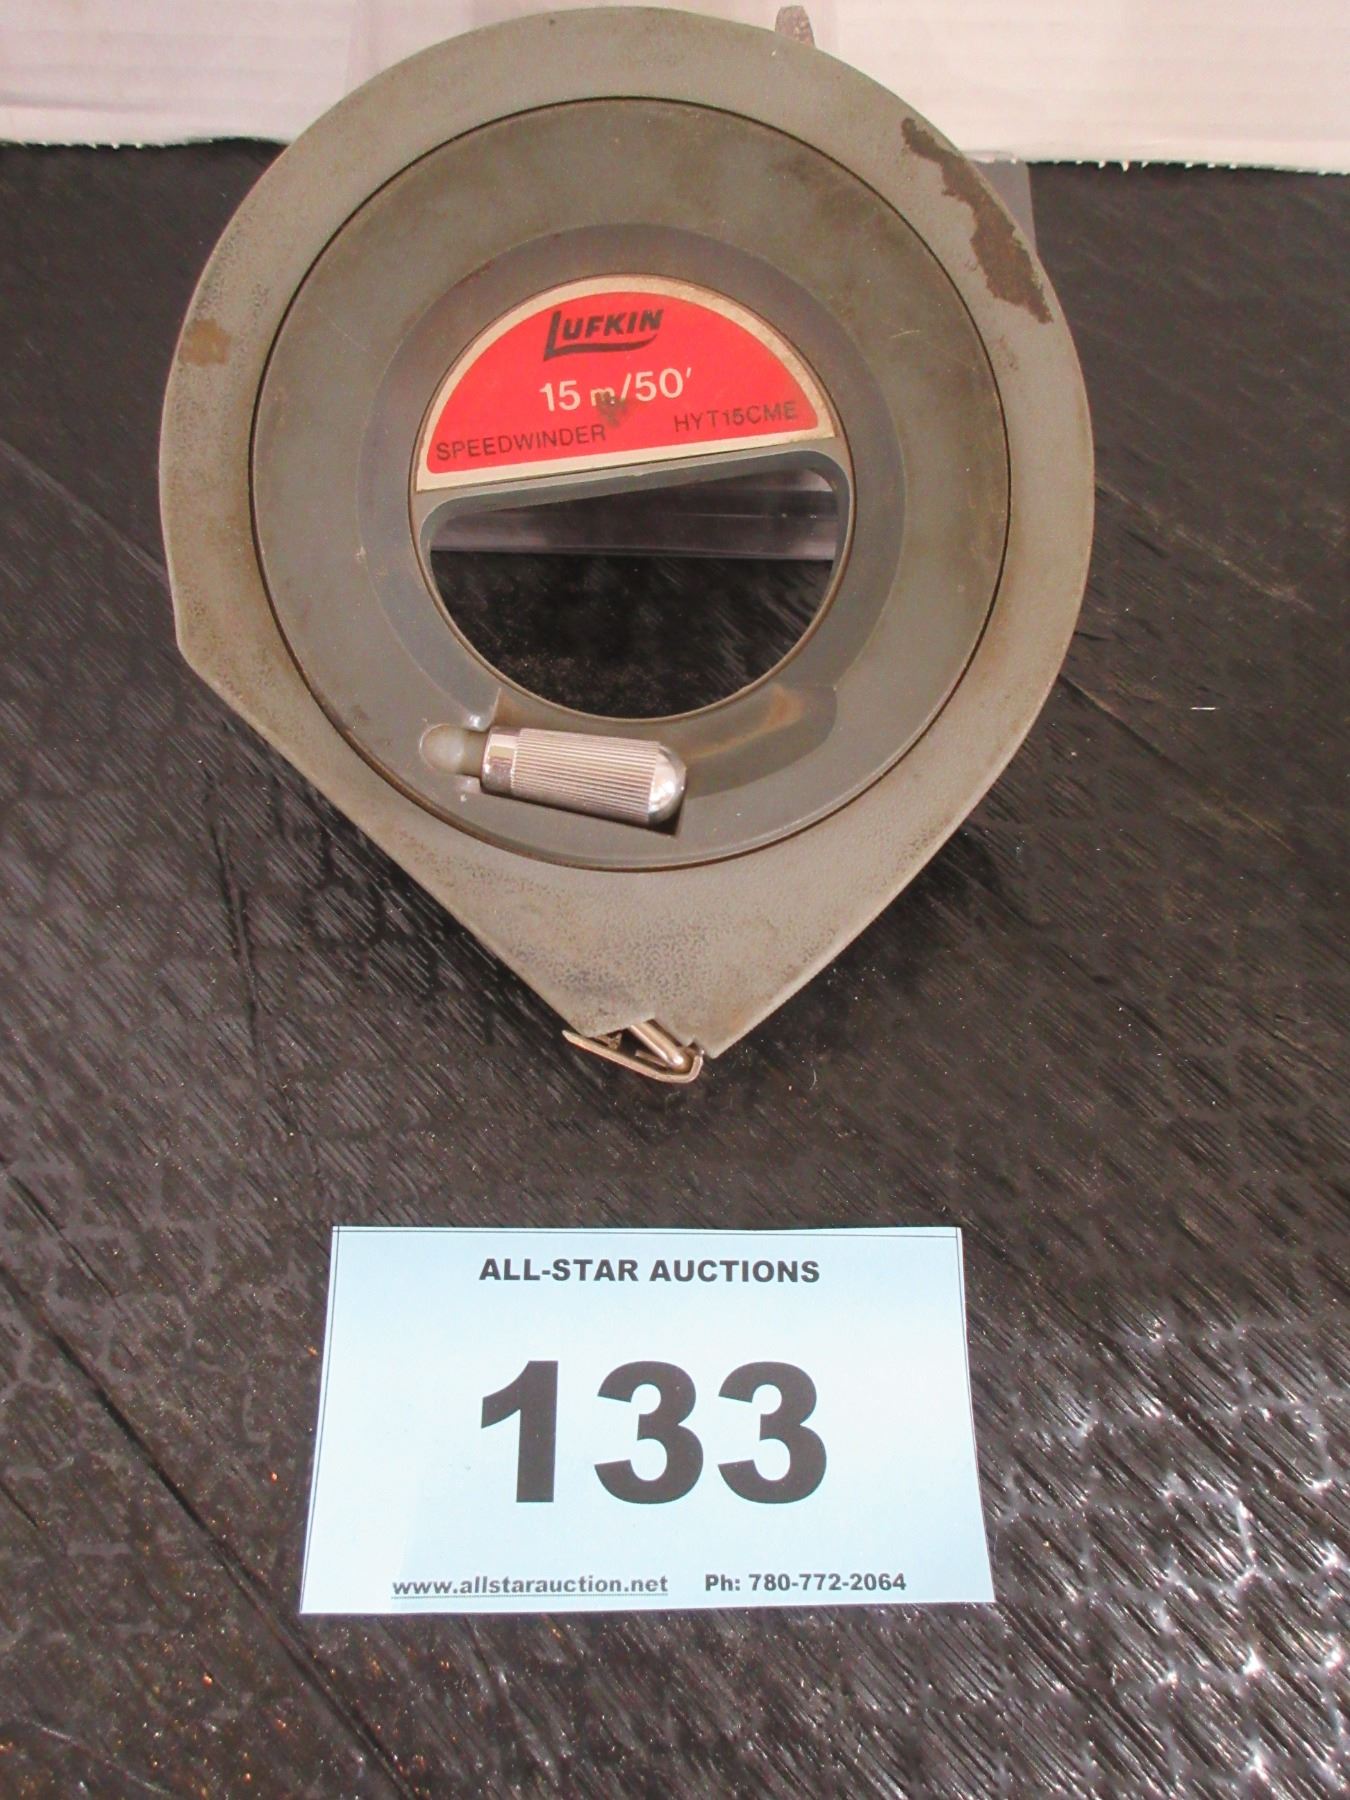 LUFKIN
15 m/50'
SPEEDWINDER HYT15CME
ALL-STAR AUCTIONS
133
www.allstarauction.net Ph: 780-772-2064